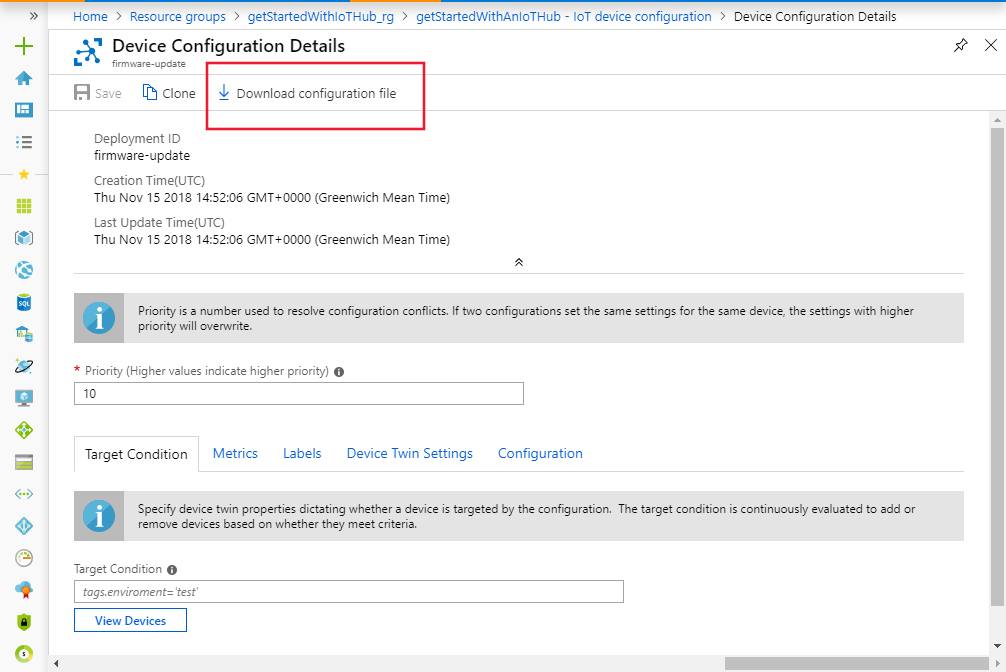 Home > Resource groups > getStartedWithIoTHub_rg > getStartedWithAnIoTHub - IoT device configuration > Device Configuration Details
Device Configuration Details
firmware-update
Save Clone Download configuration file
Deployment ID
firmware-update
Creation Time(UTC)
Thu Nov 15 2018 14:52:06 GMT+0000 (Greenwich Mean Time)
Last Update Time(UTC)
Thu Nov 15 2018 14:52:06 GMT+0000 (Greenwich Mean Time)
Priority is a number used to resolve configuration conflicts. If two configurations set the same settings for the same device, the settings with higher
priority will overwrite.
* Priority (Higher values indicate higher priority)
10
Target Condition Metrics Labels Device Twin Settings Configuration
Specify device twin properties dictating whether a device is targeted by the configuration. The target condition is continuously evaluated to add or
remove devices based on whether they meet criteria.
Target Condition
tags.enviroment='test'
View Devices
SQL